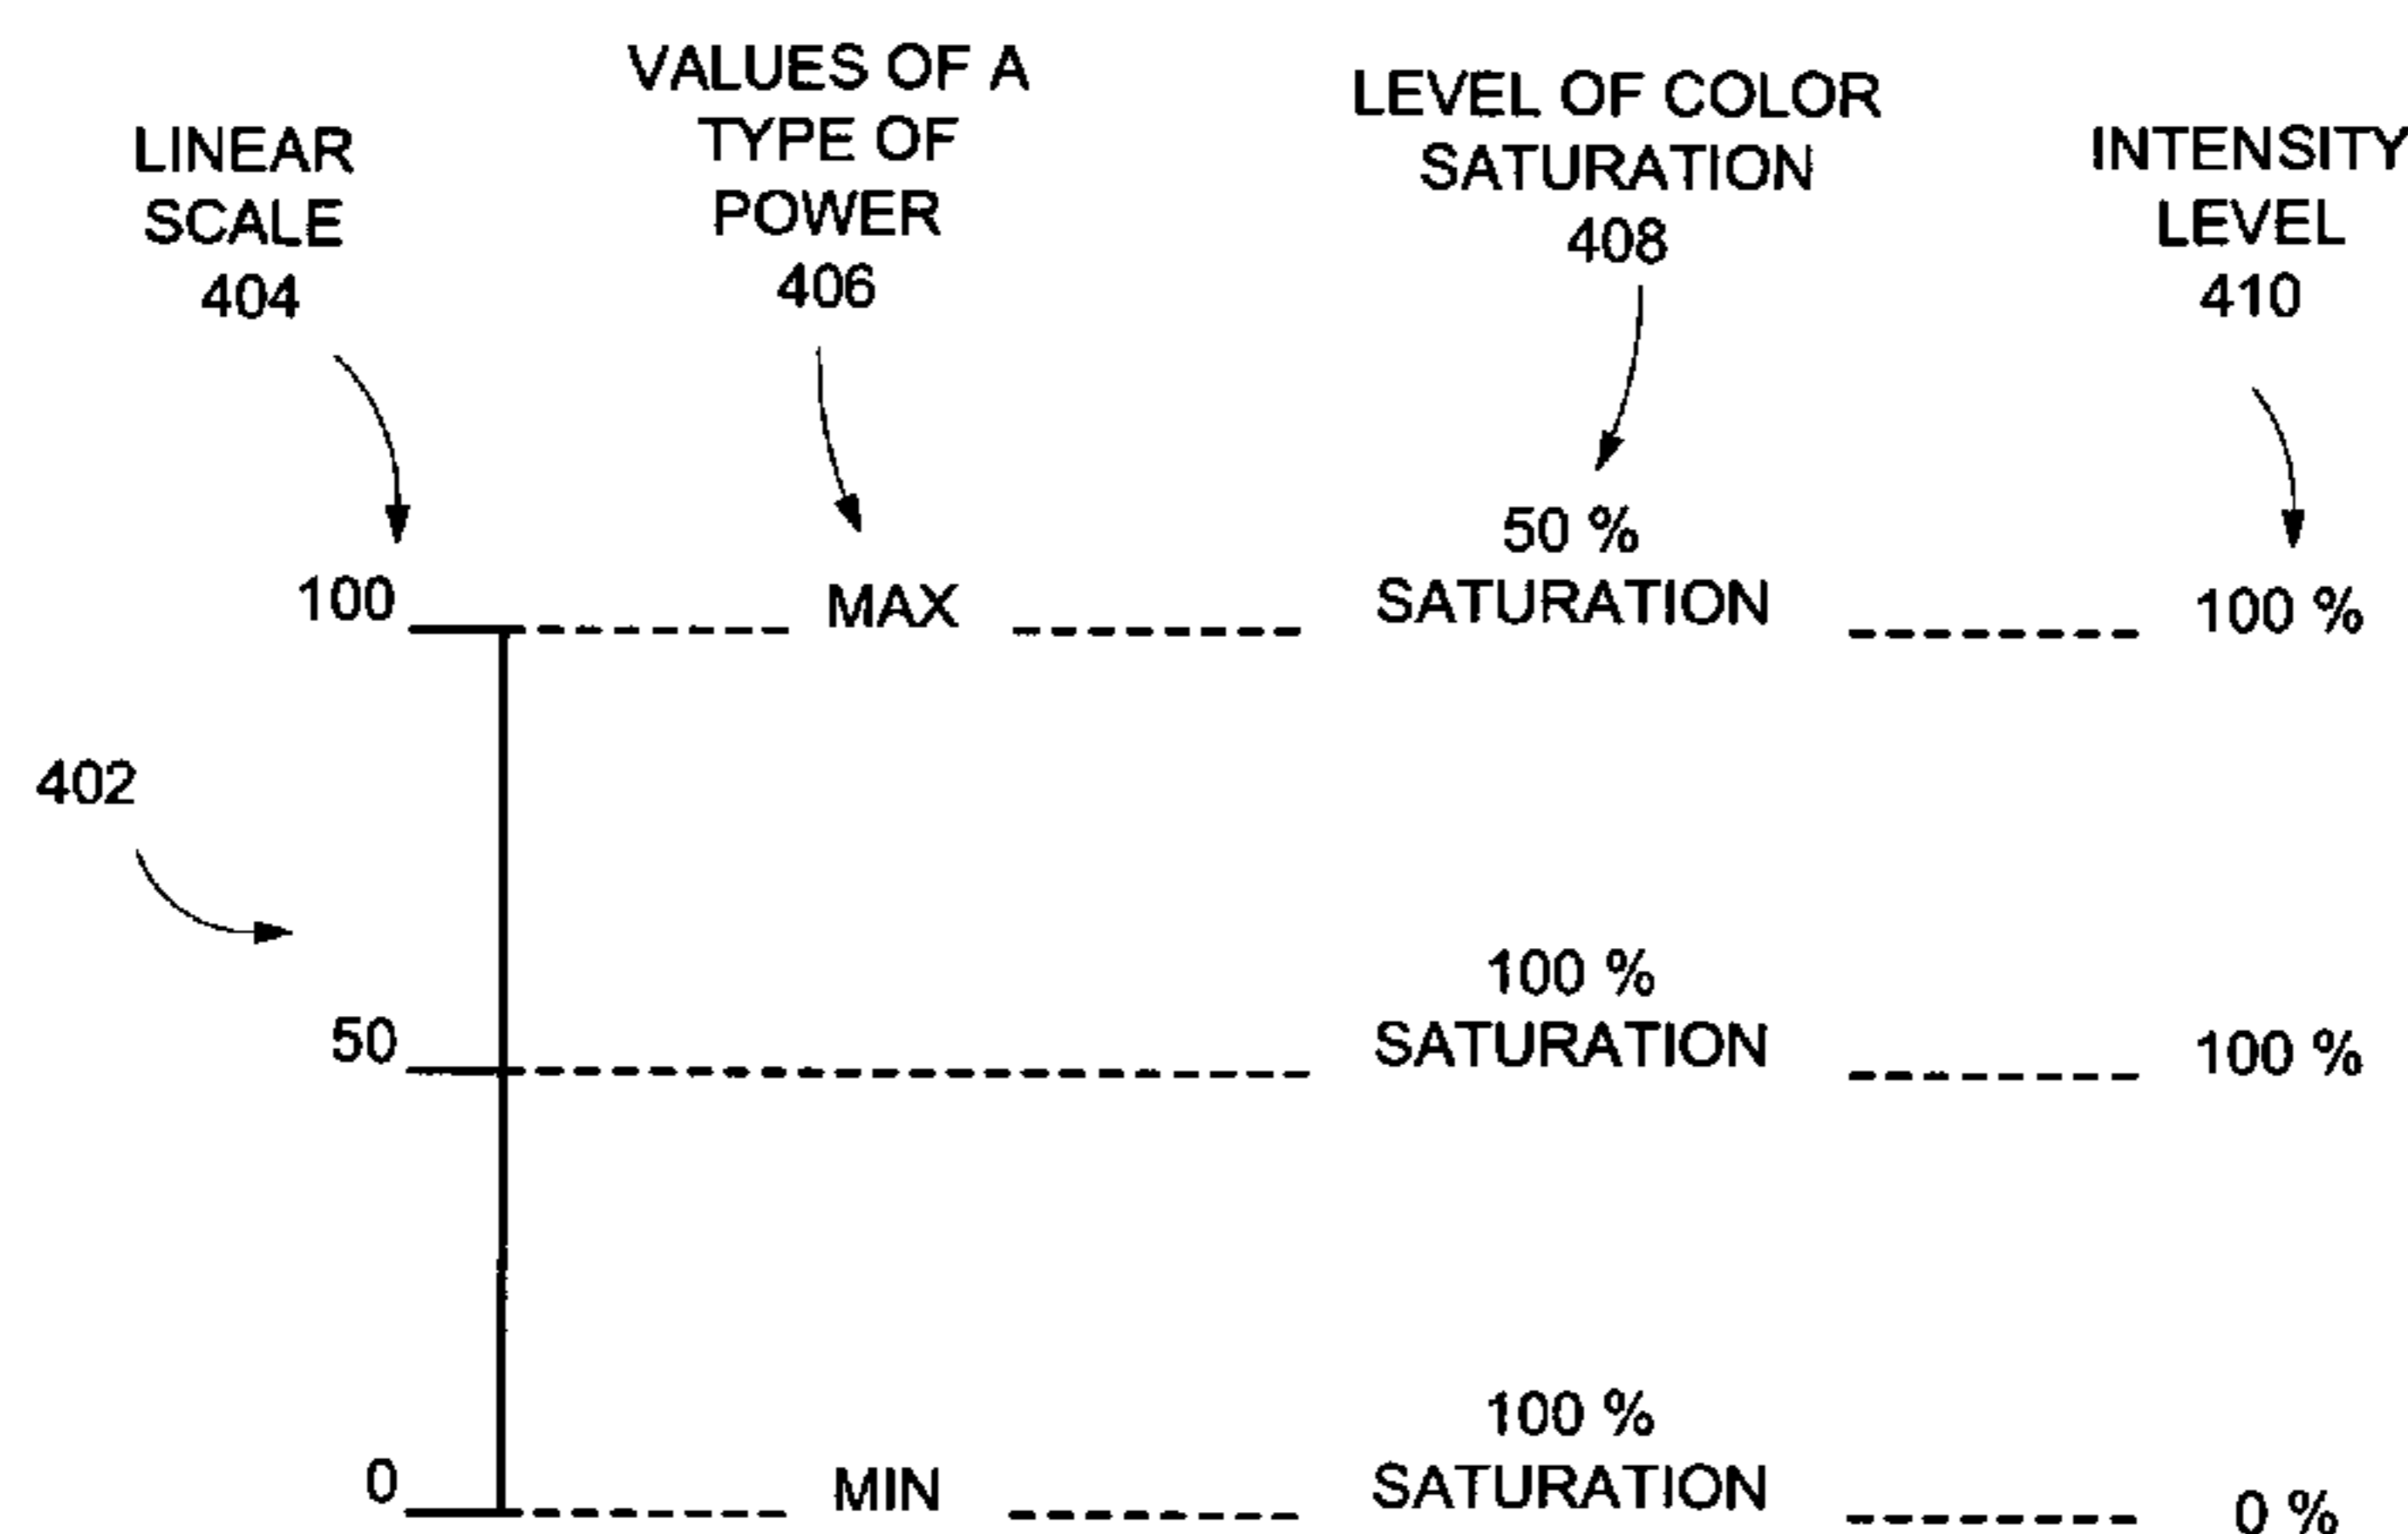 LINEAR
SCALE
404
VALUES OF A
TYPE OF
POWER
406
LEVEL OF COLOR
SATURATION
408
INTENSITY
LEVEL
410
100
MAX
50 %
SATURATION
100 %
402
50
100 %
SATURATION
100 %
0
MIN
100 %
SATURATION
0 %